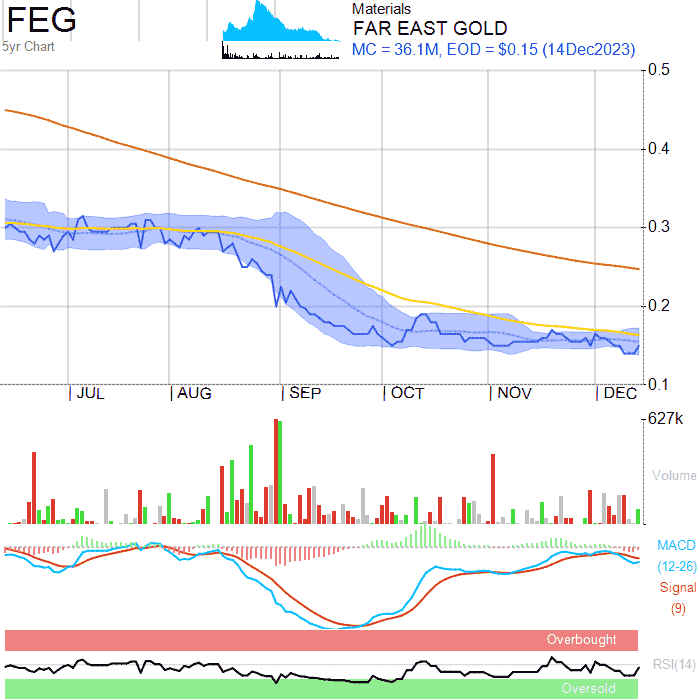 FEG
5yr Chart
Materials
FAR EAST GOLD
MC = 36.1M, EOD = $0.15 (14Dec2023)
0.5
0.4
0.3
0.2
0.1
JUL AUG SEP OCT NOV DEC
627k
Volume
MACD
(12-26)
Signal
(9)
Overbought
RSI(14)
Oversold